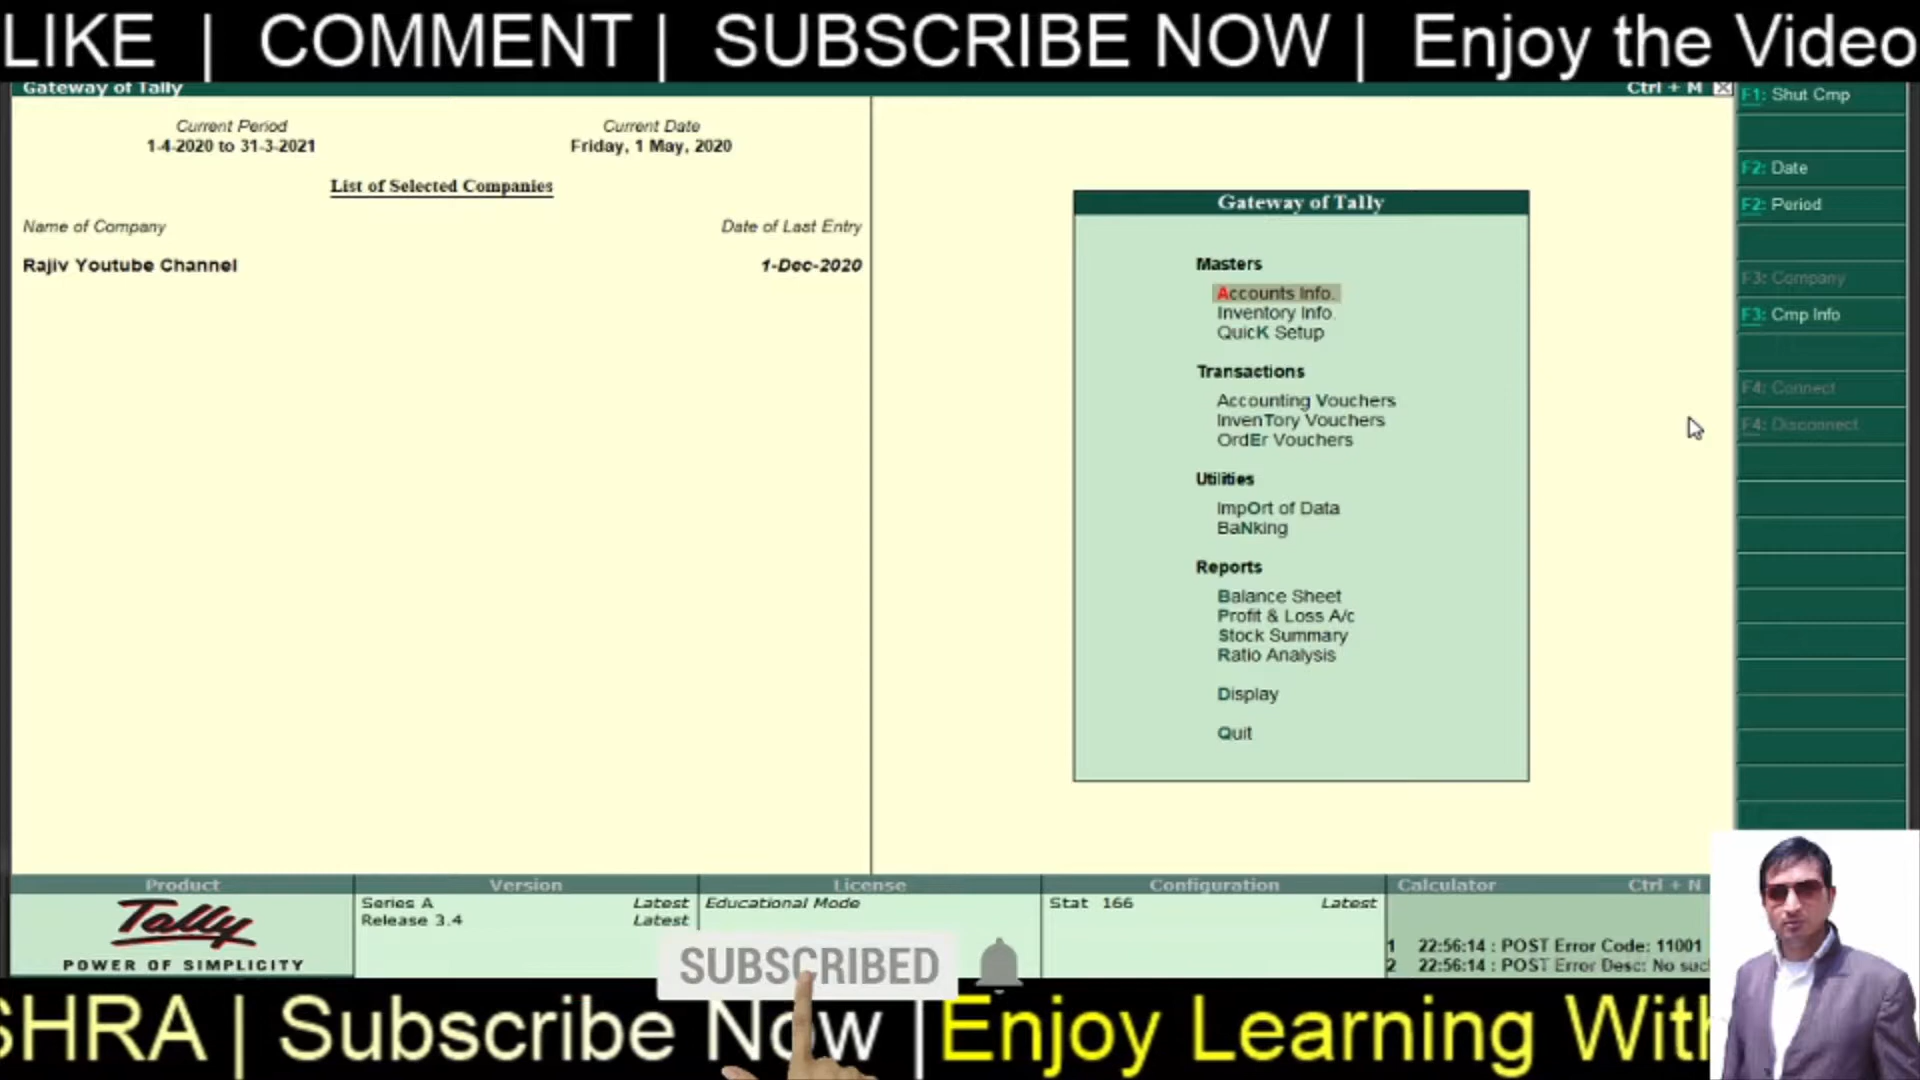 LIKE | COMMENT | SUBSCRIBE NOW | Enjoy the Video
Gateway of Tally
Ctrl + M
Current Period
1-4-2020 to 31-3-2021
Current Date
Friday, 1 May, 2020
List of Selected Companies
Name of Company
Date of Last Entry
Rajiv Youtube Channel
1-Dec-2020
Gateway of Tally
Masters
Accounts Info.
Inventory Info.
QuicK Setup
Transactions
Accounting Vouchers
InvenTory Vouchers
OrdEr Vouchers
Utilities
ImpOrt of Data
BaNking
Reports
Balance Sheet
Profit & Loss A/c
Stock Summary
Ratio Analysis
Display
Quit
F1: Shut Cmp
F2: Date
F2: Period
F3: Company
F3: Cmp Info
F4: Connect
F4: Disconnect
Product
Tally
POWER OF SIMPLICITY
Version
Series A Latest
Release 3.4 Latest
License
Educational Mode
Configuration
Stat 166 Latest
Calculator Ctrl + N
1 22:56:14 : POST Error Code: 11001
2 22:56:14 : POST Error Desc: No suc
SUBSCRIBED
SHRA | Subscribe Now | Enjoy Learning With